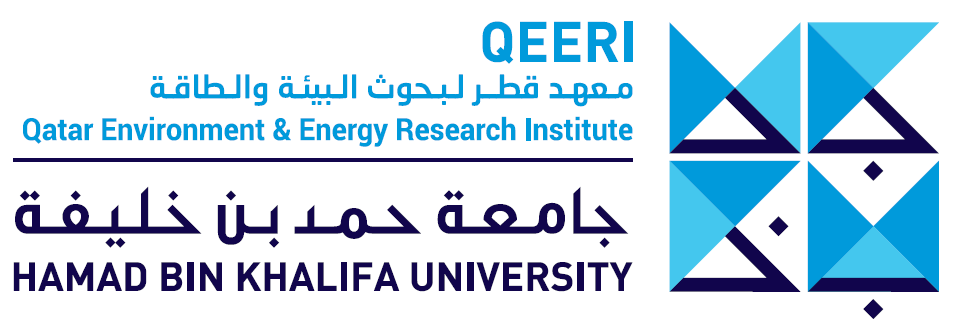 QEERI
معهد قطر لبحوث البيئة والطاقة
Qatar Environment & Energy Research Institute
جامعة حمد بن خليفة
HAMAD BIN KHALIFA UNIVERSITY